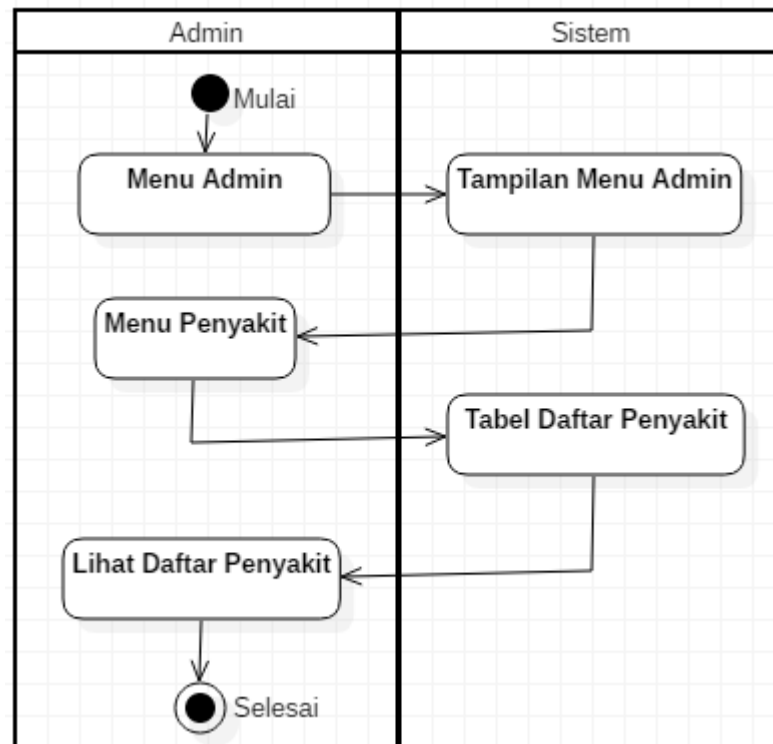 Admin
Sistem
Mulai
Menu Admin
Tampilan Menu Admin
Menu Penyakit
Tabel Daftar Penyakit
Lihat Daftar Penyakit
Selesai